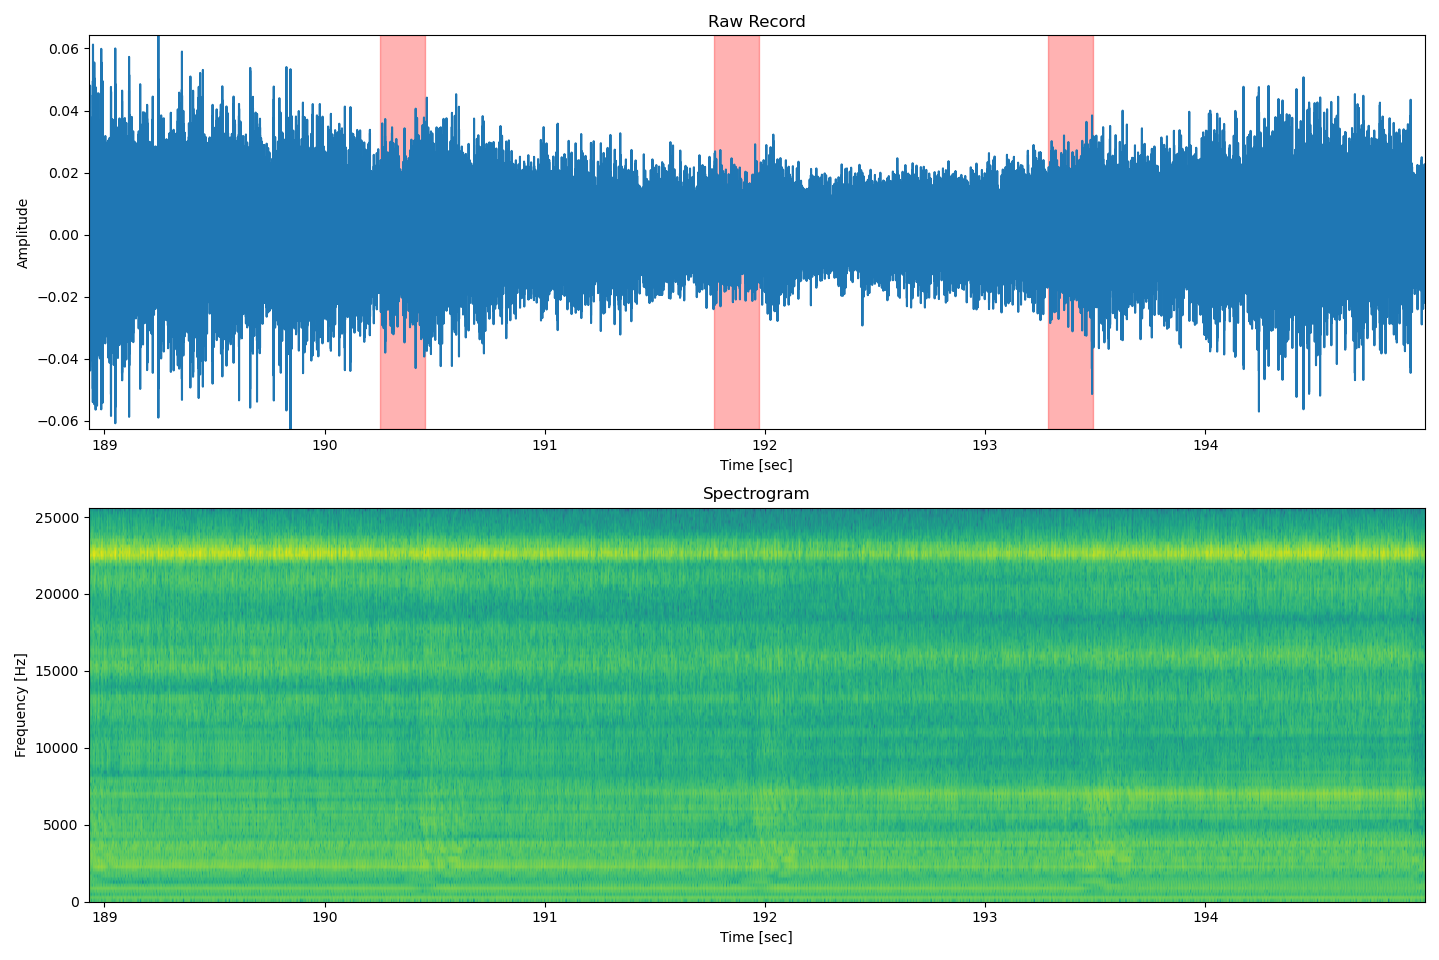 Raw Record
0.06
0.04
0.02
0.00
−0.02
−0.04
−0.06
Amplitude
189 190 191 192 193 194
Time [sec]
Spectrogram
25000
20000
15000
10000
5000
0
Frequency [Hz]
189 190 191 192 193 194
Time [sec]